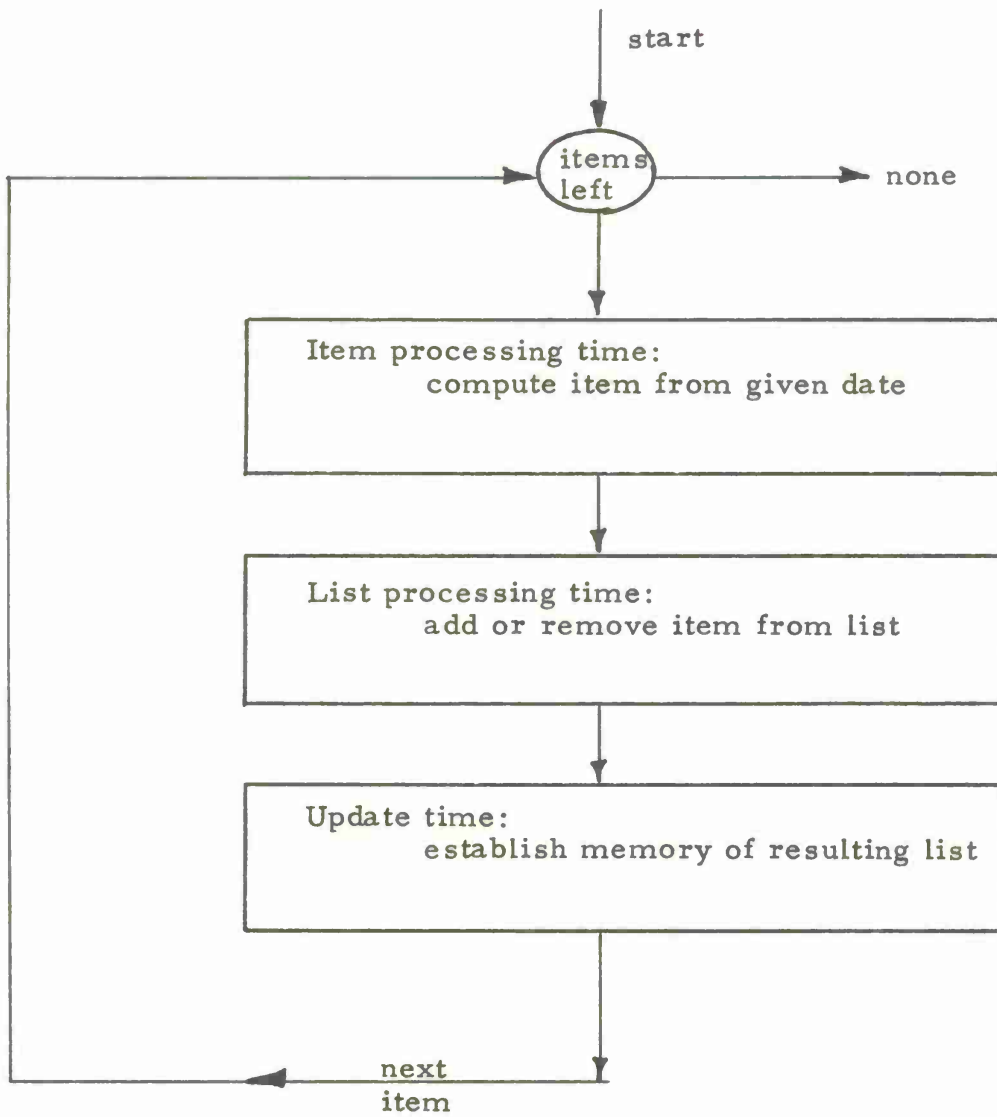 start
items
left
none
Item processing time:
compute item from given date
List processing time:
add or remove item from list
Update time:
establish memory of resulting list
next
item